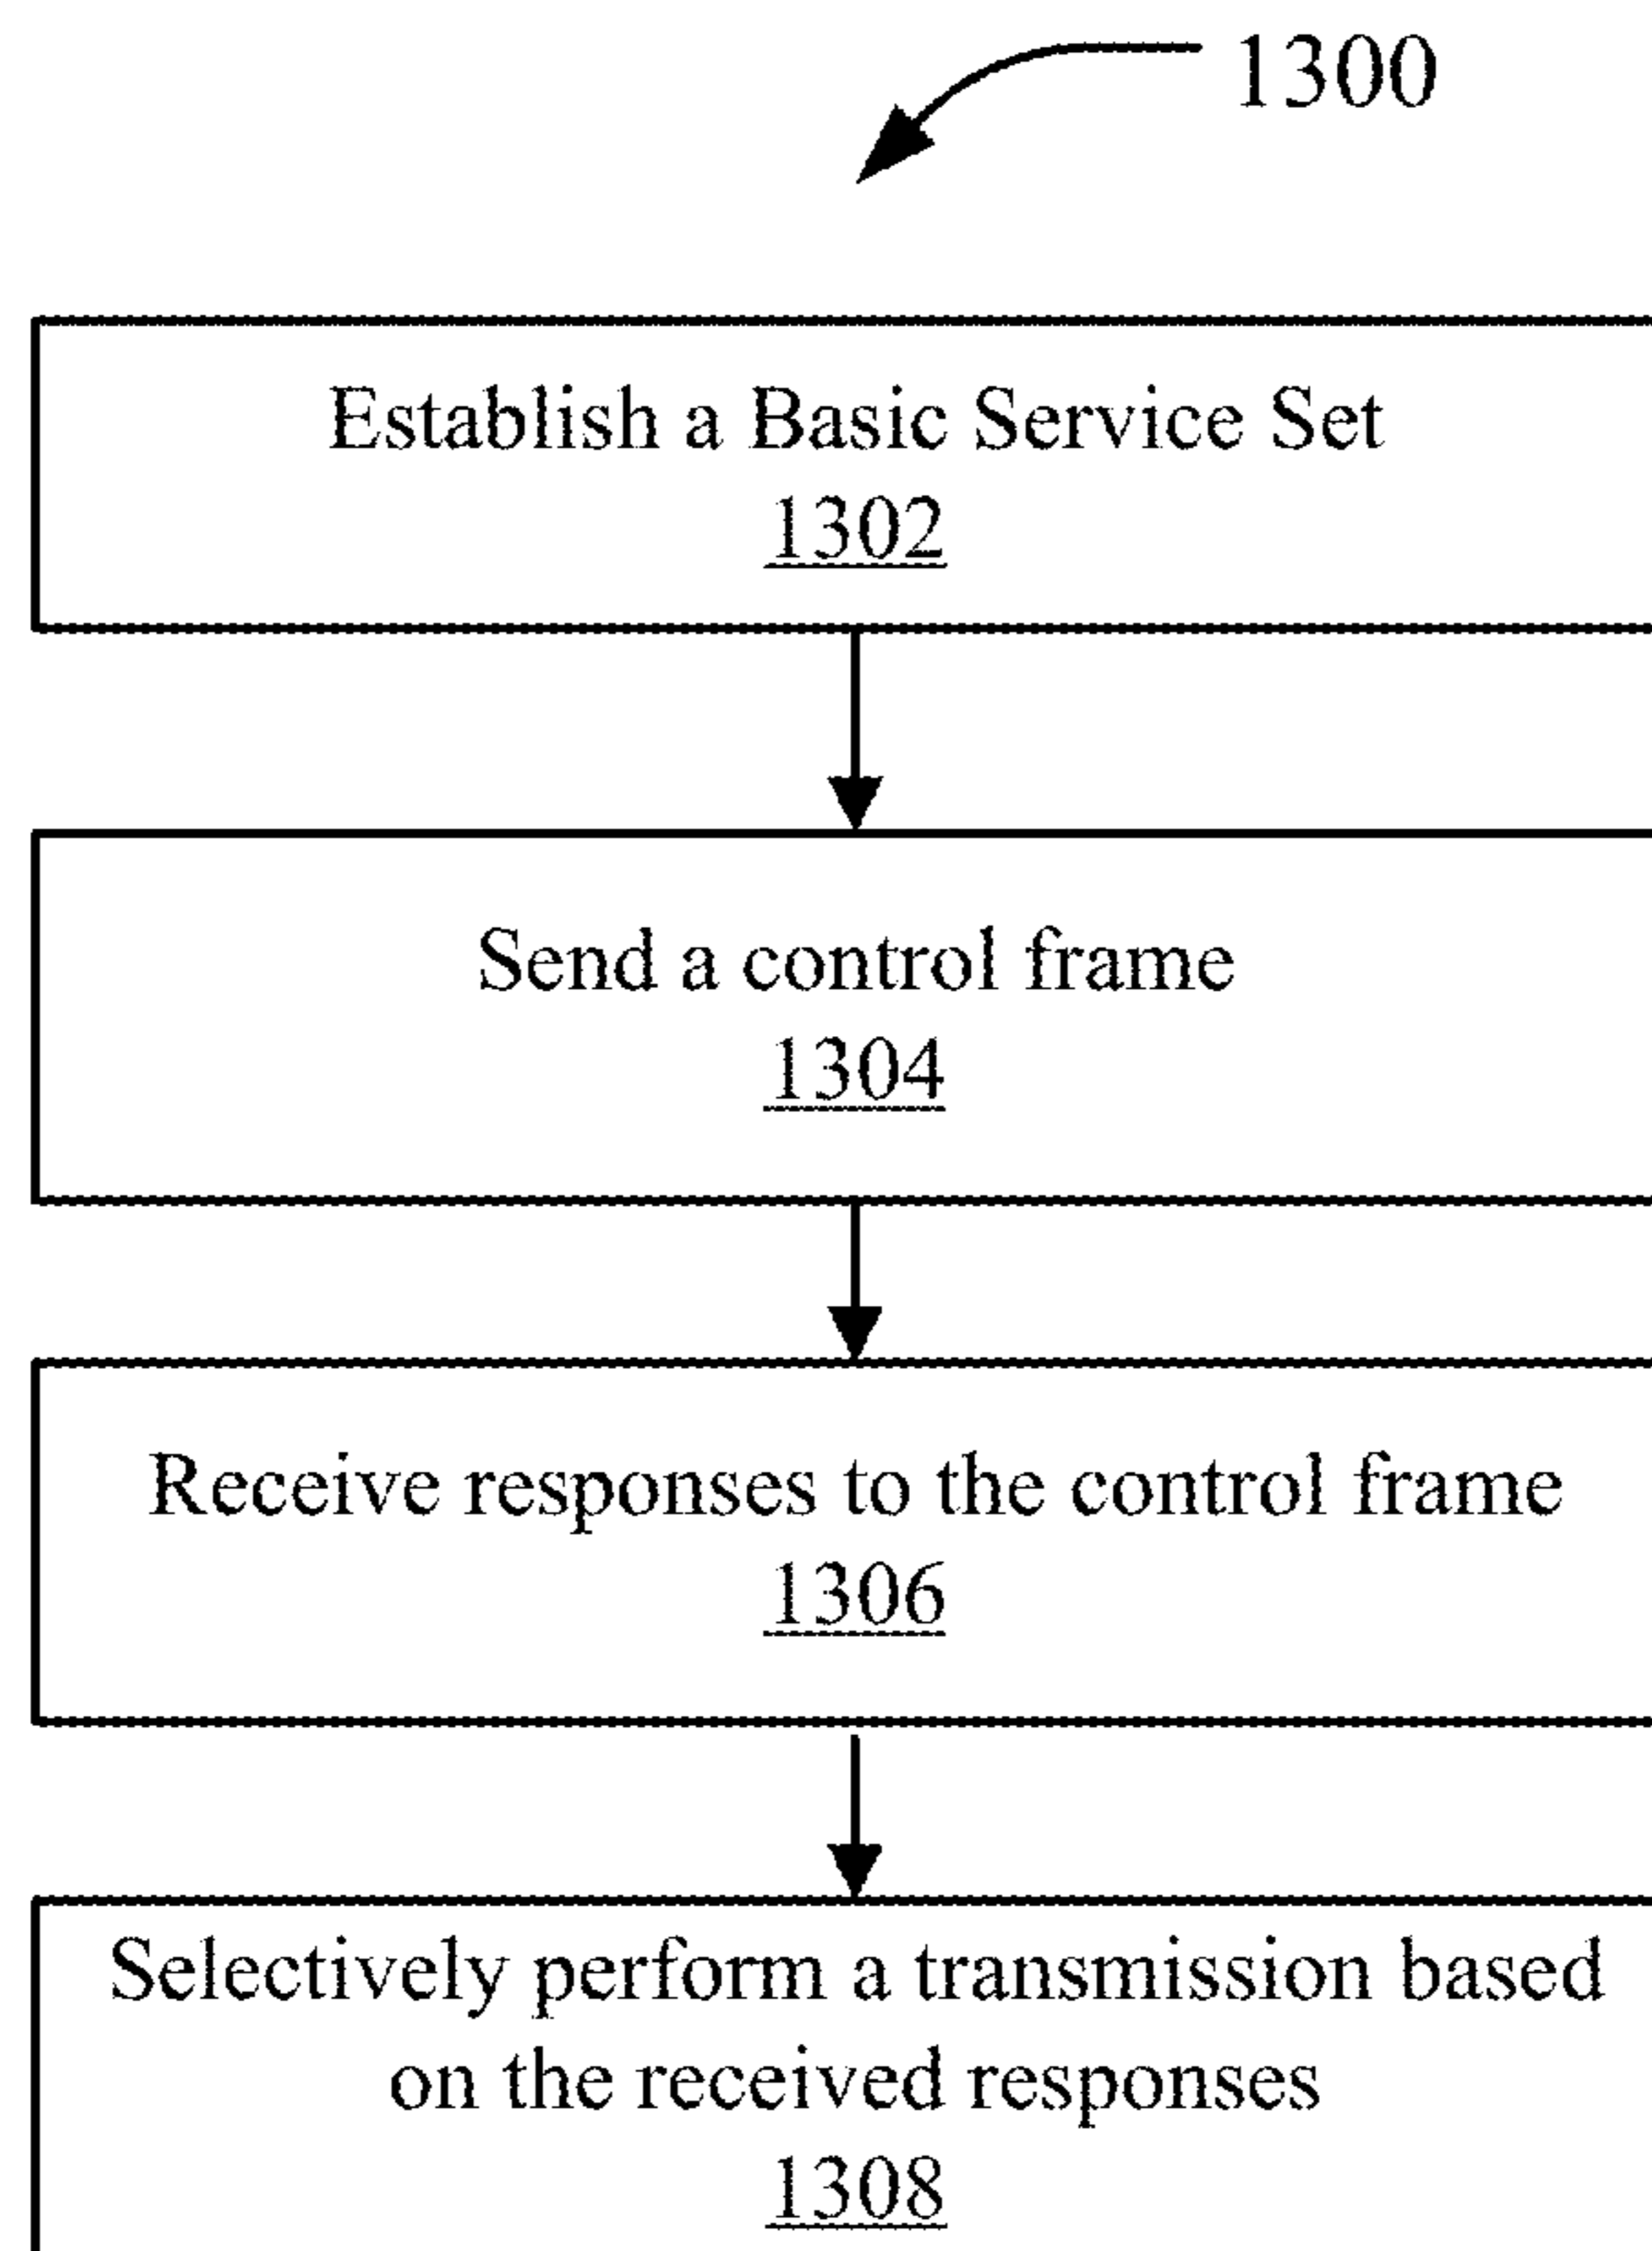 1300
Establish a Basic Service Set
1302
Send a control frame
1304
Receive responses to the control frame
1306
Selectively perform a transmission based
on the received responses
1308